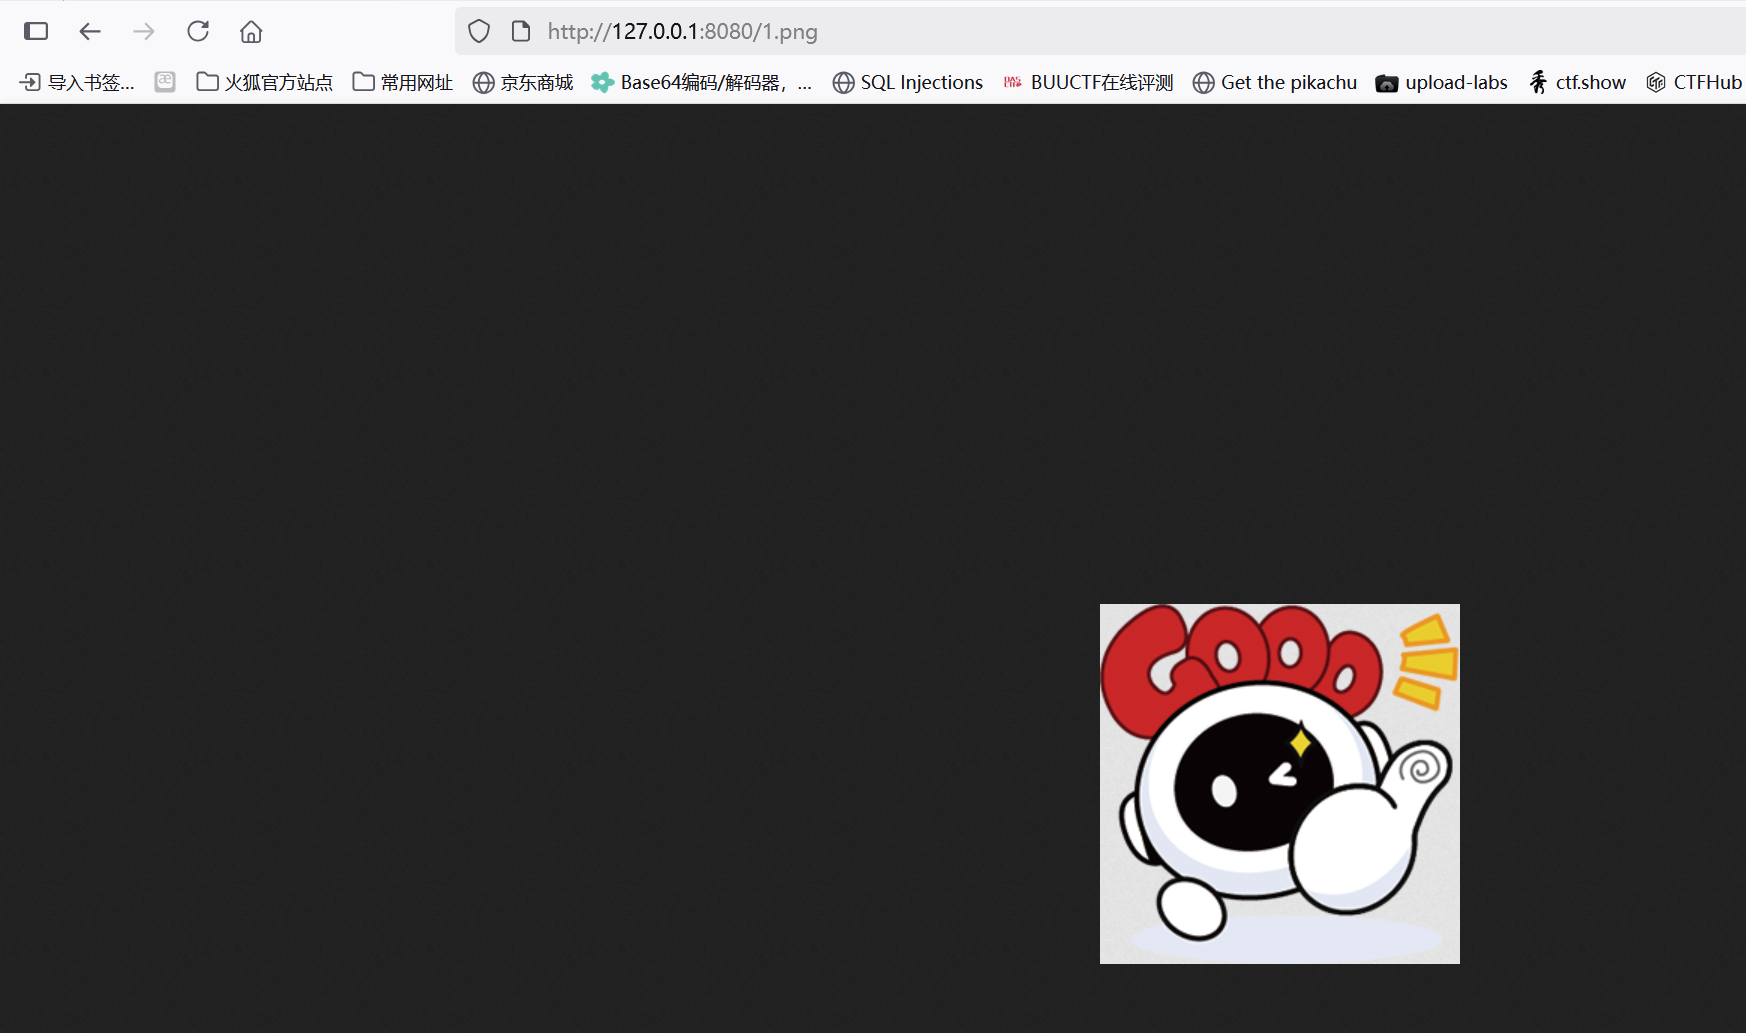 http://127.0.0.1:8080/1.png
导入书签... 火狐官方站点 常用网址 京东商城 Base64编码/解码器，... SQL Injections BUUCTF在线评测 Get the pikachu upload-labs ctf.show CTFHub
GOOD